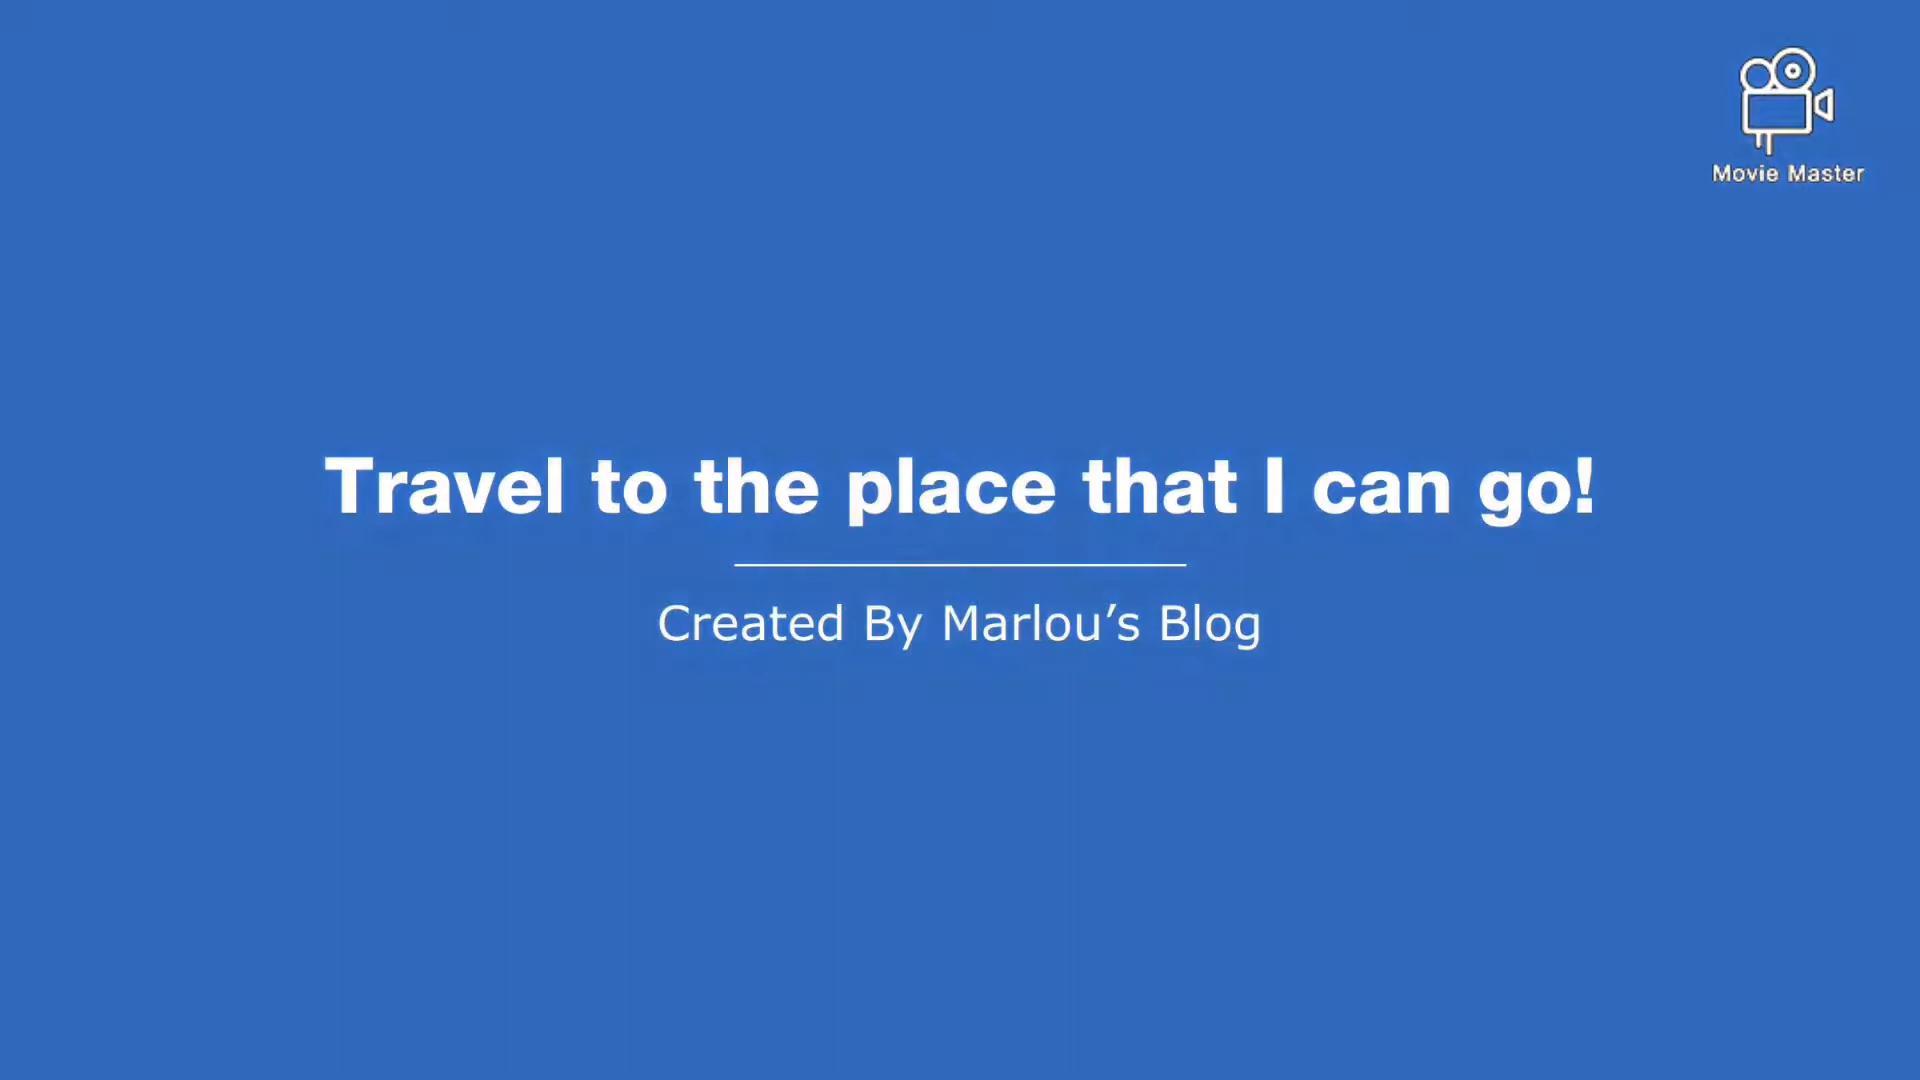 Movie Master
Travel to the place that I can go!
Created By Marlou’s Blog